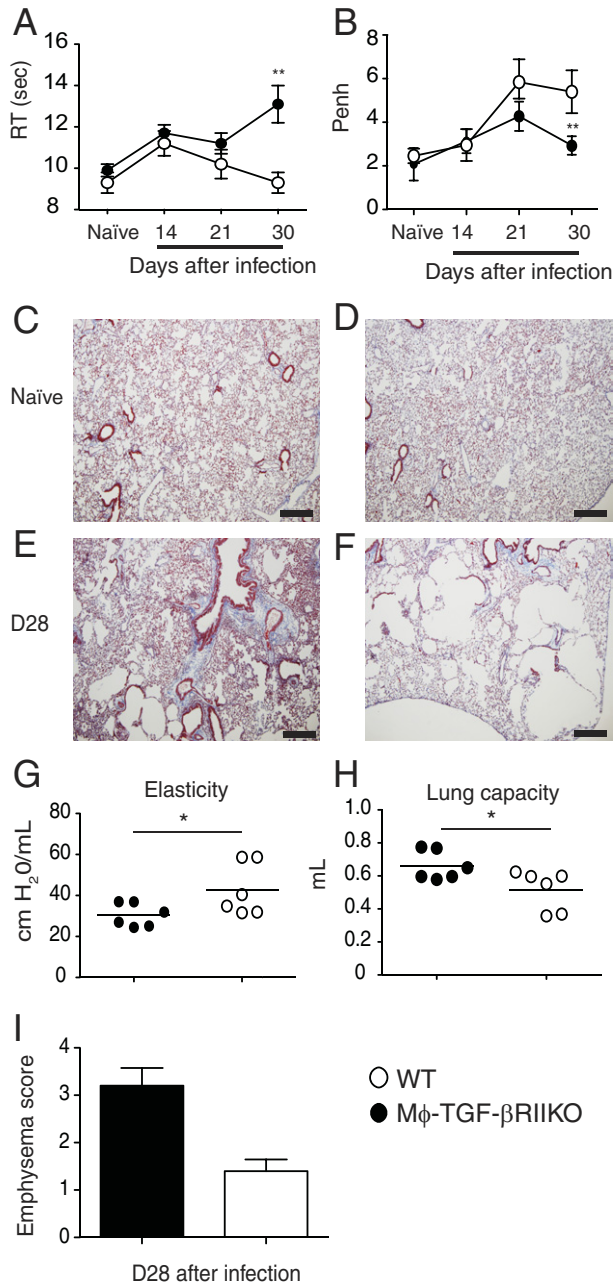 A
16
14
12
10
8
RT (sec)
**
Naïve 14 21 30
Days after infection
B
8
6
4
2
0
Penh
**
Naïve 14 21 30
Days after infection
C
D
Naïve
E
F
D28
G
Elasticity
80
60
40
20
0
cm H₂0/mL
*
H
Lung capacity
1.0
0.8
0.6
0.4
0.2
0
mL
*
I
4
3
2
1
0
Emphysema score
D28 after infection
WT
Mϕ-TGF-βRIIKO